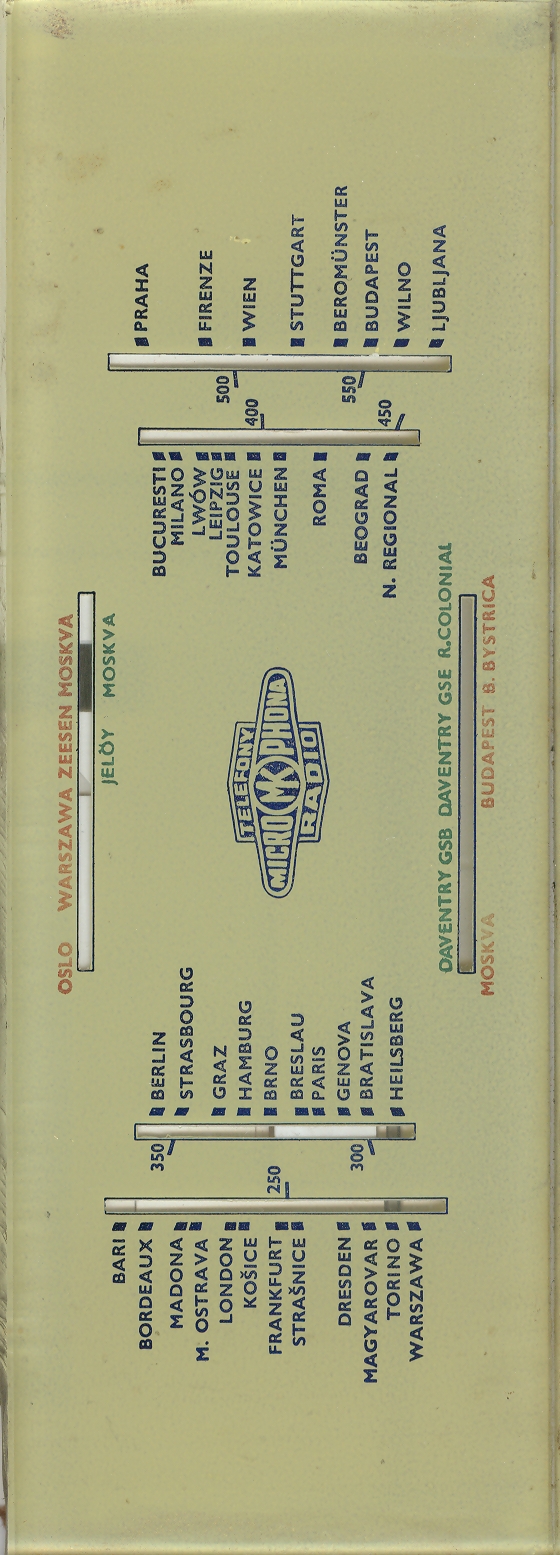 OSLO WARSZAWA ZEESEN MOSKVA
JELÖY MOSKVA
BARI
BORDEAUX
MADONA
M. OSTRAVA
LONDON
KOŠICE
FRANKFURT
STRAŠNICE
DRESDEN
MAGYAROVAR
TORINO
WARSZAWA
250
350
300
BERLIN
STRASBOURG
GRAZ
HAMBURG
BRNO
BRESLAU
PARIS
GENOVA
BRATISLAVA
HEILSBERG
TELEFONY
MICRO MK PHONA
RADIO
BUCURESTI
MILANO
LWÓW
LEIPZIG
TOULOUSE
KATOWICE
MÜNCHEN
ROMA
BEOGRAD
N. REGIONAL
400
450
500
550
PRAHA
FIRENZE
WIEN
STUTTGART
BEROMÜNSTER
BUDAPEST
WILNO
LJUBLJANA
DAVENTRY GSB DAVENTRY GSE R.COLONIAL
MOSKVA BUDAPEST B. BYSTRICA